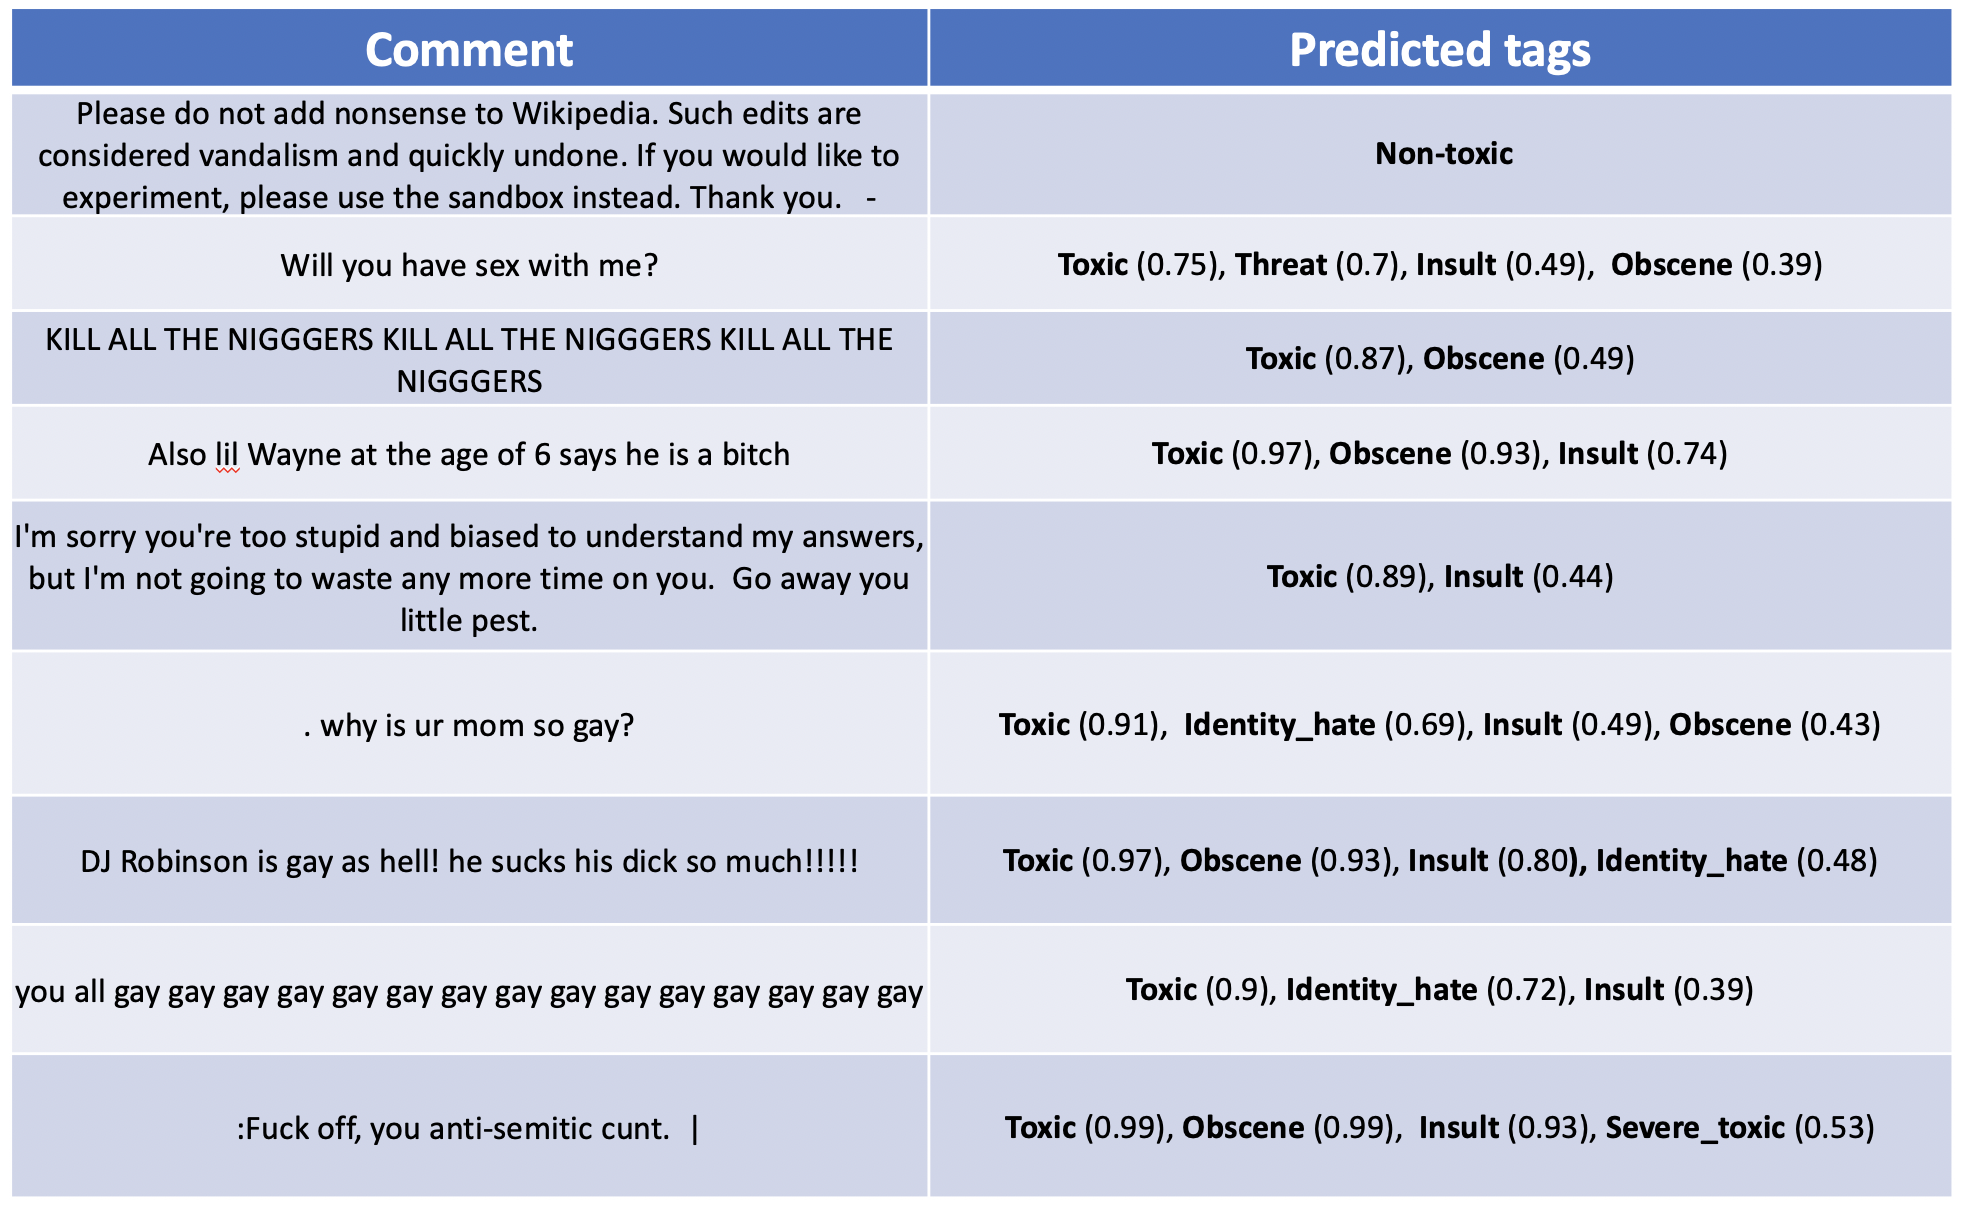 Comment
Predicted tags
Please do not add nonsense to Wikipedia. Such edits are
considered vandalism and quickly undone. If you would like to
experiment, please use the sandbox instead. Thank you.   -
Non-toxic
Will you have sex with me?
Toxic (0.75), Threat (0.7), Insult (0.49),  Obscene (0.39)
KILL ALL THE NIGGGERS KILL ALL THE NIGGGERS KILL ALL THE
NIGGGERS
Toxic (0.87), Obscene (0.49)
Also lil Wayne at the age of 6 says he is a bitch
Toxic (0.97), Obscene (0.93), Insult (0.74)
I'm sorry you're too stupid and biased to understand my answers,
but I'm not going to waste any more time on you.  Go away you
little pest.
Toxic (0.89), Insult (0.44)
. why is ur mom so gay?
Toxic (0.91),  Identity_hate (0.69), Insult (0.49), Obscene (0.43)
DJ Robinson is gay as hell! he sucks his dick so much!!!!!
Toxic (0.97), Obscene (0.93), Insult (0.80), Identity_hate (0.48)
you all gay gay gay gay gay gay gay gay gay gay gay gay gay gay gay
Toxic (0.9), Identity_hate (0.72), Insult (0.39)
:Fuck off, you anti-semitic cunt.  |
Toxic (0.99), Obscene (0.99),  Insult (0.93), Severe_toxic (0.53)